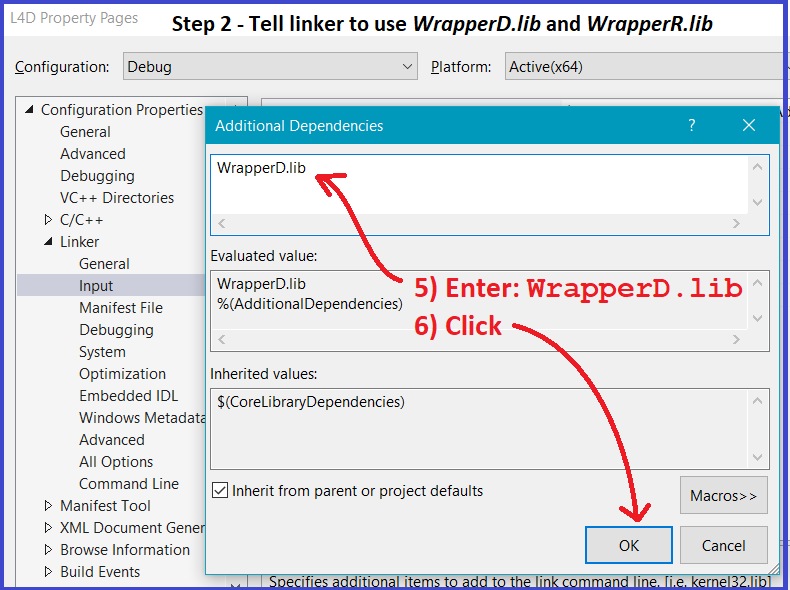 L4D Property Pages
Step 2 - Tell linker to use WrapperD.lib and WrapperR.lib
Configuration: Debug Platform: Active(x64)
Configuration Properties
General
Advanced
Debugging
VC++ Directories
C/C++
Linker
General
Input
Manifest File
Debugging
System
Optimization
Embedded IDL
Windows Metadata
Advanced
All Options
Command Line
Manifest Tool
XML Document Gener
Browse Information
Build Events
Additional Dependencies ?
WrapperD.lib
Evaluated value:
WrapperD.lib
%(AdditionalDependencies)
5) Enter: WrapperD.lib
6) Click
Inherited values:
$(CoreLibraryDependencies)
Inherit from parent or project defaults
Macros>>
OK Cancel
Specifies additional items to add to the link command line. [i.e. kernel32.lib]